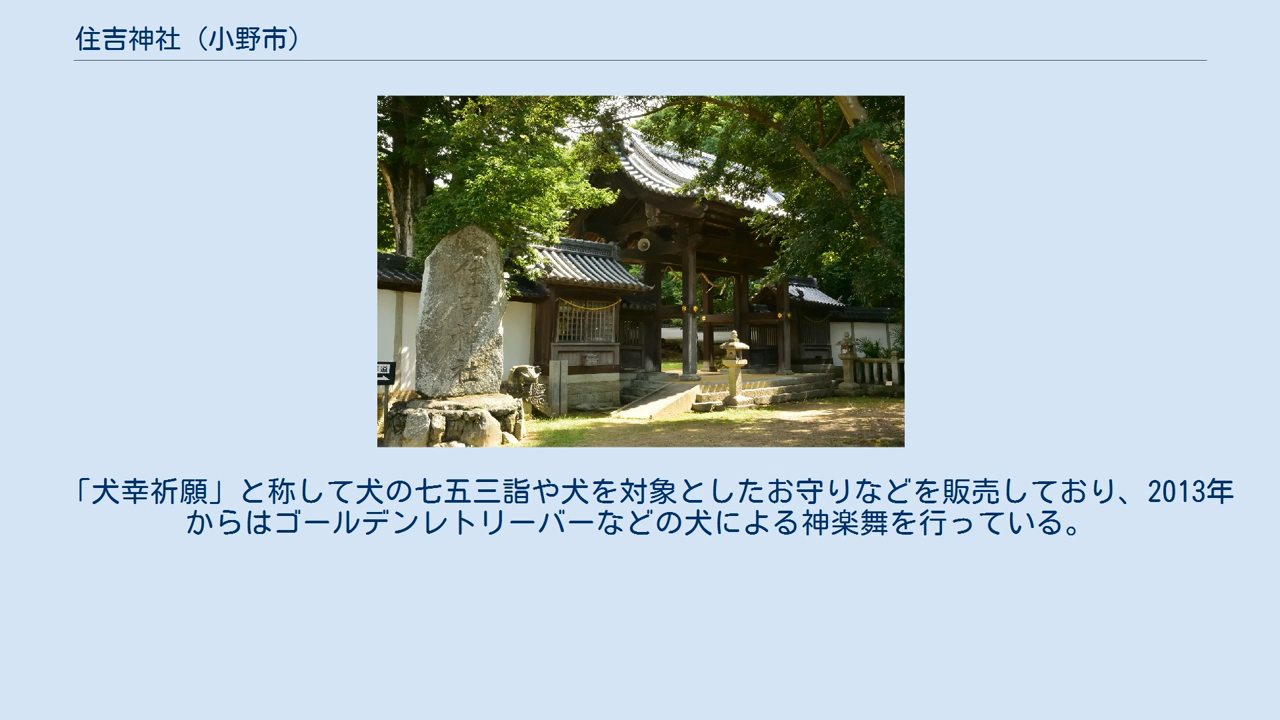 住吉神社（小野市）
「犬幸祈願」と称して犬の七五三詣や犬を対象としたお守りなどを販売しており、2013年
からはゴールデンレトリーバーなどの犬による神楽舞を行っている。